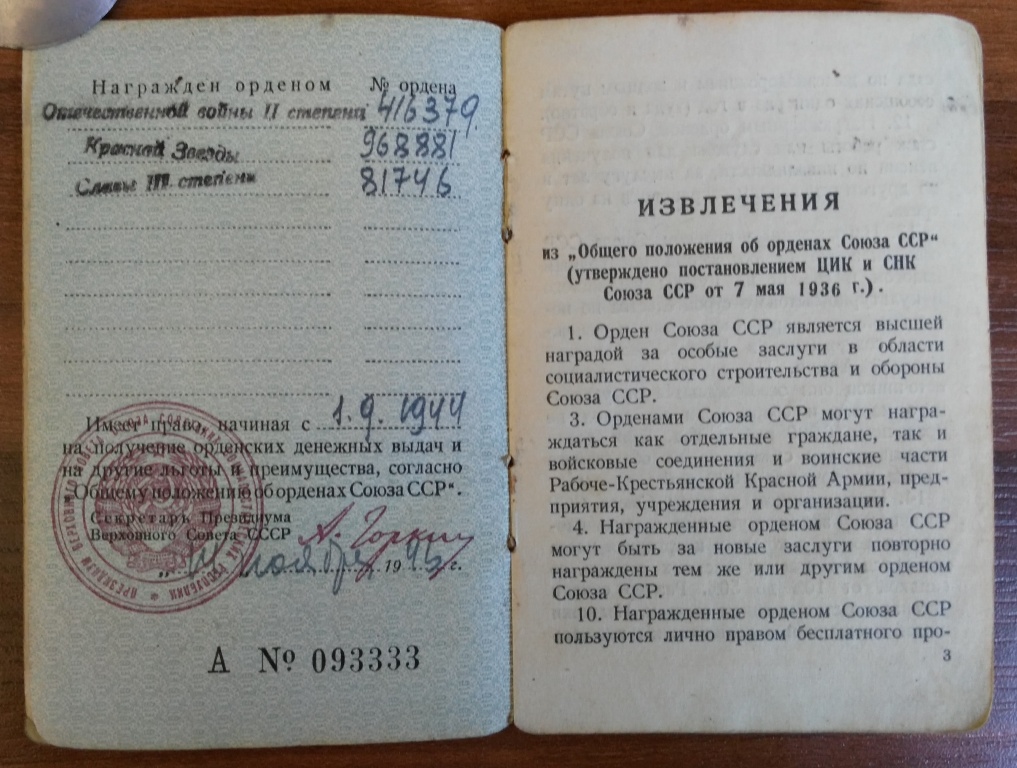 Награжден орденом № ордена
Отечественной войны II степени 416379
Красной Звезды 968881
Славы III степени 81746
Имеет право, начиная с 1.9.1944
на получение орденских денежных выдач и
на другие льготы и преимущества, согласно
„Общему положению об орденах Союза ССР“.
Секретарь Президиума
Верховного Совета СССР А. Горкин
ноября 19 г.
А № 093333
ИЗВЛЕЧЕНИЯ
из „Общего положения об орденах Союза ССР“
(утверждено постановлением ЦИК и СНК
Союза ССР от 7 мая 1936 г.).
1. Орден Союза ССР является высшей
наградой за особые заслуги в области
социалистического строительства и обороны
Союза ССР.
3. Орденами Союза ССР могут награ-
ждаться как отдельные граждане, так и
войсковые соединения и воинские части
Рабоче-Крестьянской Красной Армии, пред-
приятия, учреждения и организации.
4. Награжденные орденом Союза ССР
могут быть за новые заслуги повторно
награждены тем же или другим орденом
Союза ССР.
10. Награжденные орденом Союза ССР
пользуются лично правом бесплатного про-
3